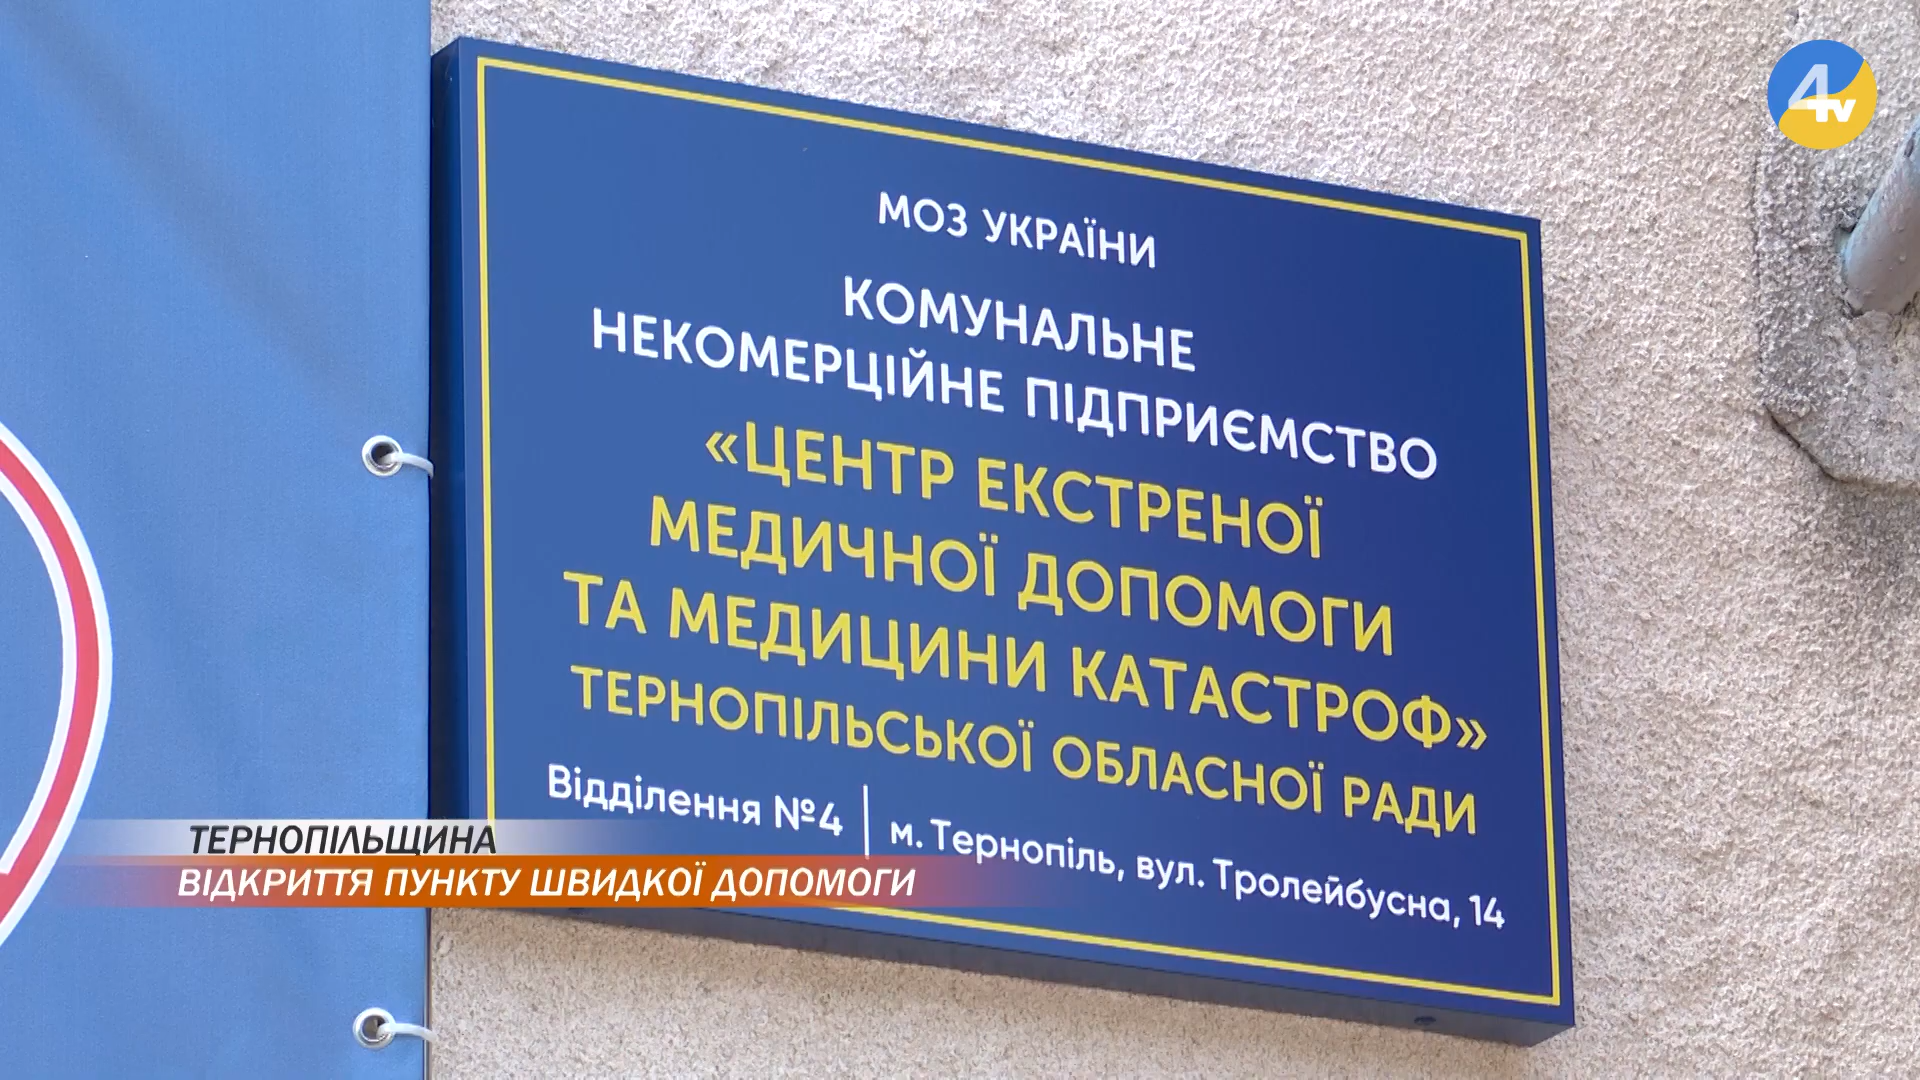 4TV
МОЗ УКРАЇНИ
КОМУНАЛЬНЕ
НЕКОМЕРЦІЙНЕ ПІДПРИЄМСТВО
«ЦЕНТР ЕКСТРЕНОЇ
МЕДИЧНОЇ ДОПОМОГИ
ТА МЕДИЦИНИ КАТАСТРОФ»
ТЕРНОПІЛЬСЬКОЇ ОБЛАСНОЇ РАДИ
Відділення №4 | м. Тернопіль, вул. Тролейбусна, 14
ТЕРНОПІЛЬЩИНА
ВІДКРИТТЯ ПУНКТУ ШВИДКОЇ ДОПОМОГИ